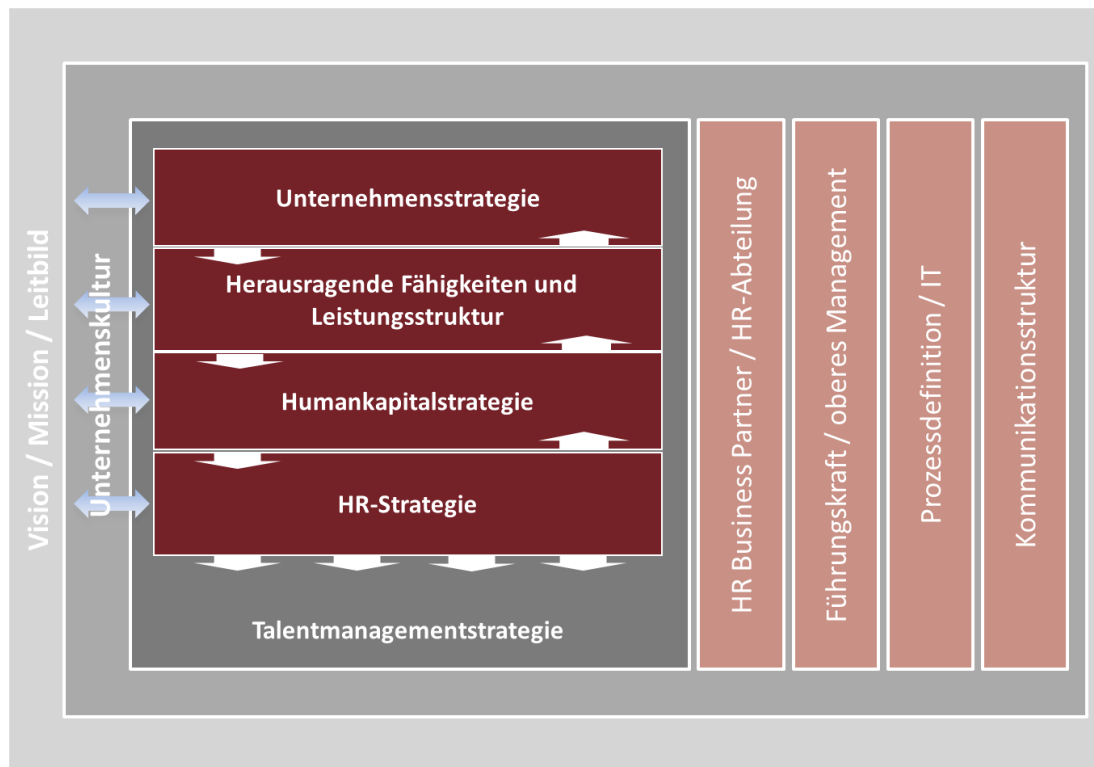 Vision / Mission / Leitbild
Unternehmenskultur
Unternehmensstrategie
Herausragende Fähigkeiten und
Leistungsstruktur
Humankapitalstrategie
HR-Strategie
Talentmanagementstrategie
HR Business Partner / HR-Abteilung
Führungskraft / oberes Management
Prozessdefinition / IT
Kommunikationsstruktur